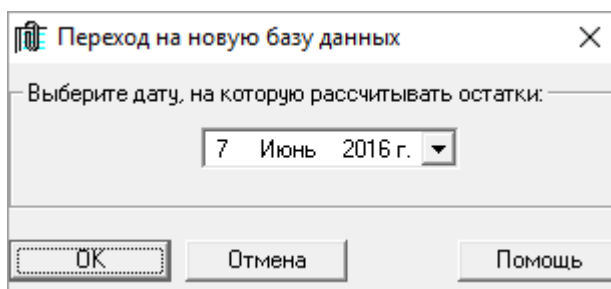 Переход на новую базу данных
Выберите дату, на которую рассчитывать остатки:
7 Июнь 2016 г.
OK Отмена Помощь